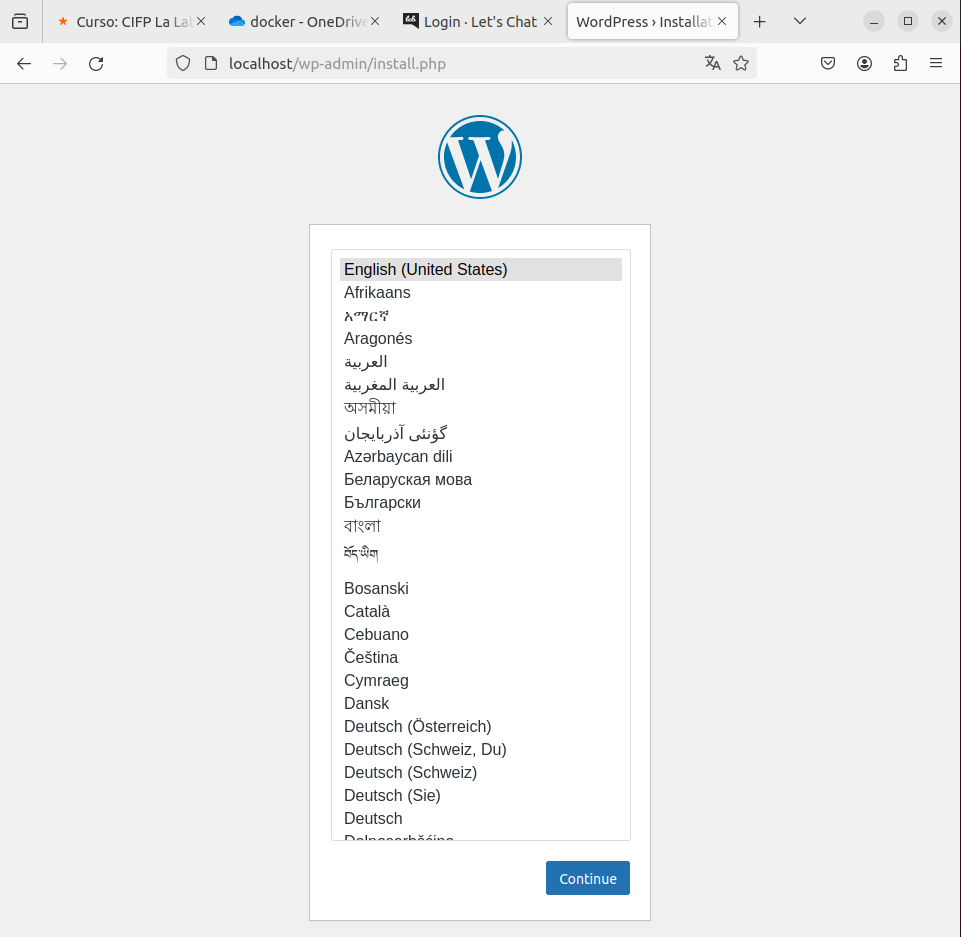 Curso: CIFP La Lab
docker - OneDrive
Login · Let's Chat
WordPress › Installat
localhost/wp-admin/install.php
English (United States)
Afrikaans
አማርኛ
Aragonés
العربية
العربية المغربية
অসমীয়া
گؤنئی آذربایجان
Azərbaycan dili
Беларуская мова
Български
বাংলা
བོད་ཡིག
Bosanski
Català
Cebuano
Čeština
Cymraeg
Dansk
Deutsch (Österreich)
Deutsch (Schweiz, Du)
Deutsch (Schweiz)
Deutsch (Sie)
Deutsch
Dolnoserbšćina
Continue